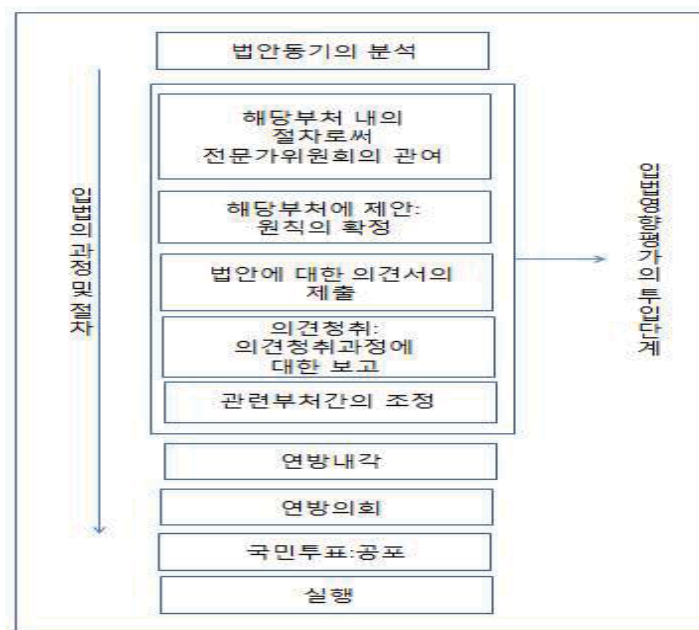 법안동기의 분석
해당부처 내의
절차로써
전문가위원회의 관여
해당부처에 제안:
원칙의 확정
법안에 대한 의견서의
제출
의견청취:
의견청취과정에
대한 보고
관련부처간의 조정
연방내각
연방의회
국민투표:공포
실행
입법의 과정 및 절차
입법영향평가의 투입단계